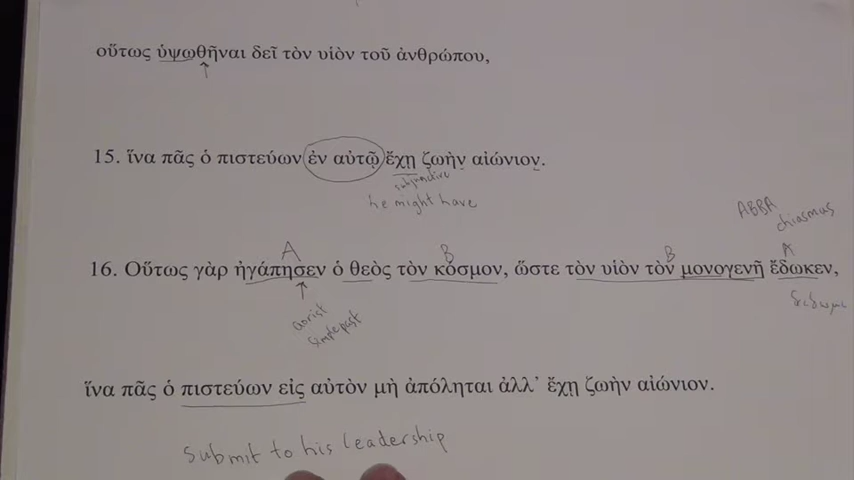 οὕτως ὑψωθῆναι δεῖ τὸν υἱὸν τοῦ ἀνθρώπου,
15. ἵνα πᾶς ὁ πιστεύων ἐν αὐτῷ ἔχῃ ζωὴν αἰώνιον.
subjunctive
he might have
ABBA
chiasmus
A B B A
16. Οὕτως γὰρ ἠγάπησεν ὁ θεὸς τὸν κόσμον, ὥστε τὸν υἱὸν τὸν μονογενῆ ἔδωκεν,
aorist
simple past
ἵνα πᾶς ὁ πιστεύων εἰς αὐτὸν μὴ ἀπόληται ἀλλ᾽ ἔχῃ ζωὴν αἰώνιον.
submit to his leadership